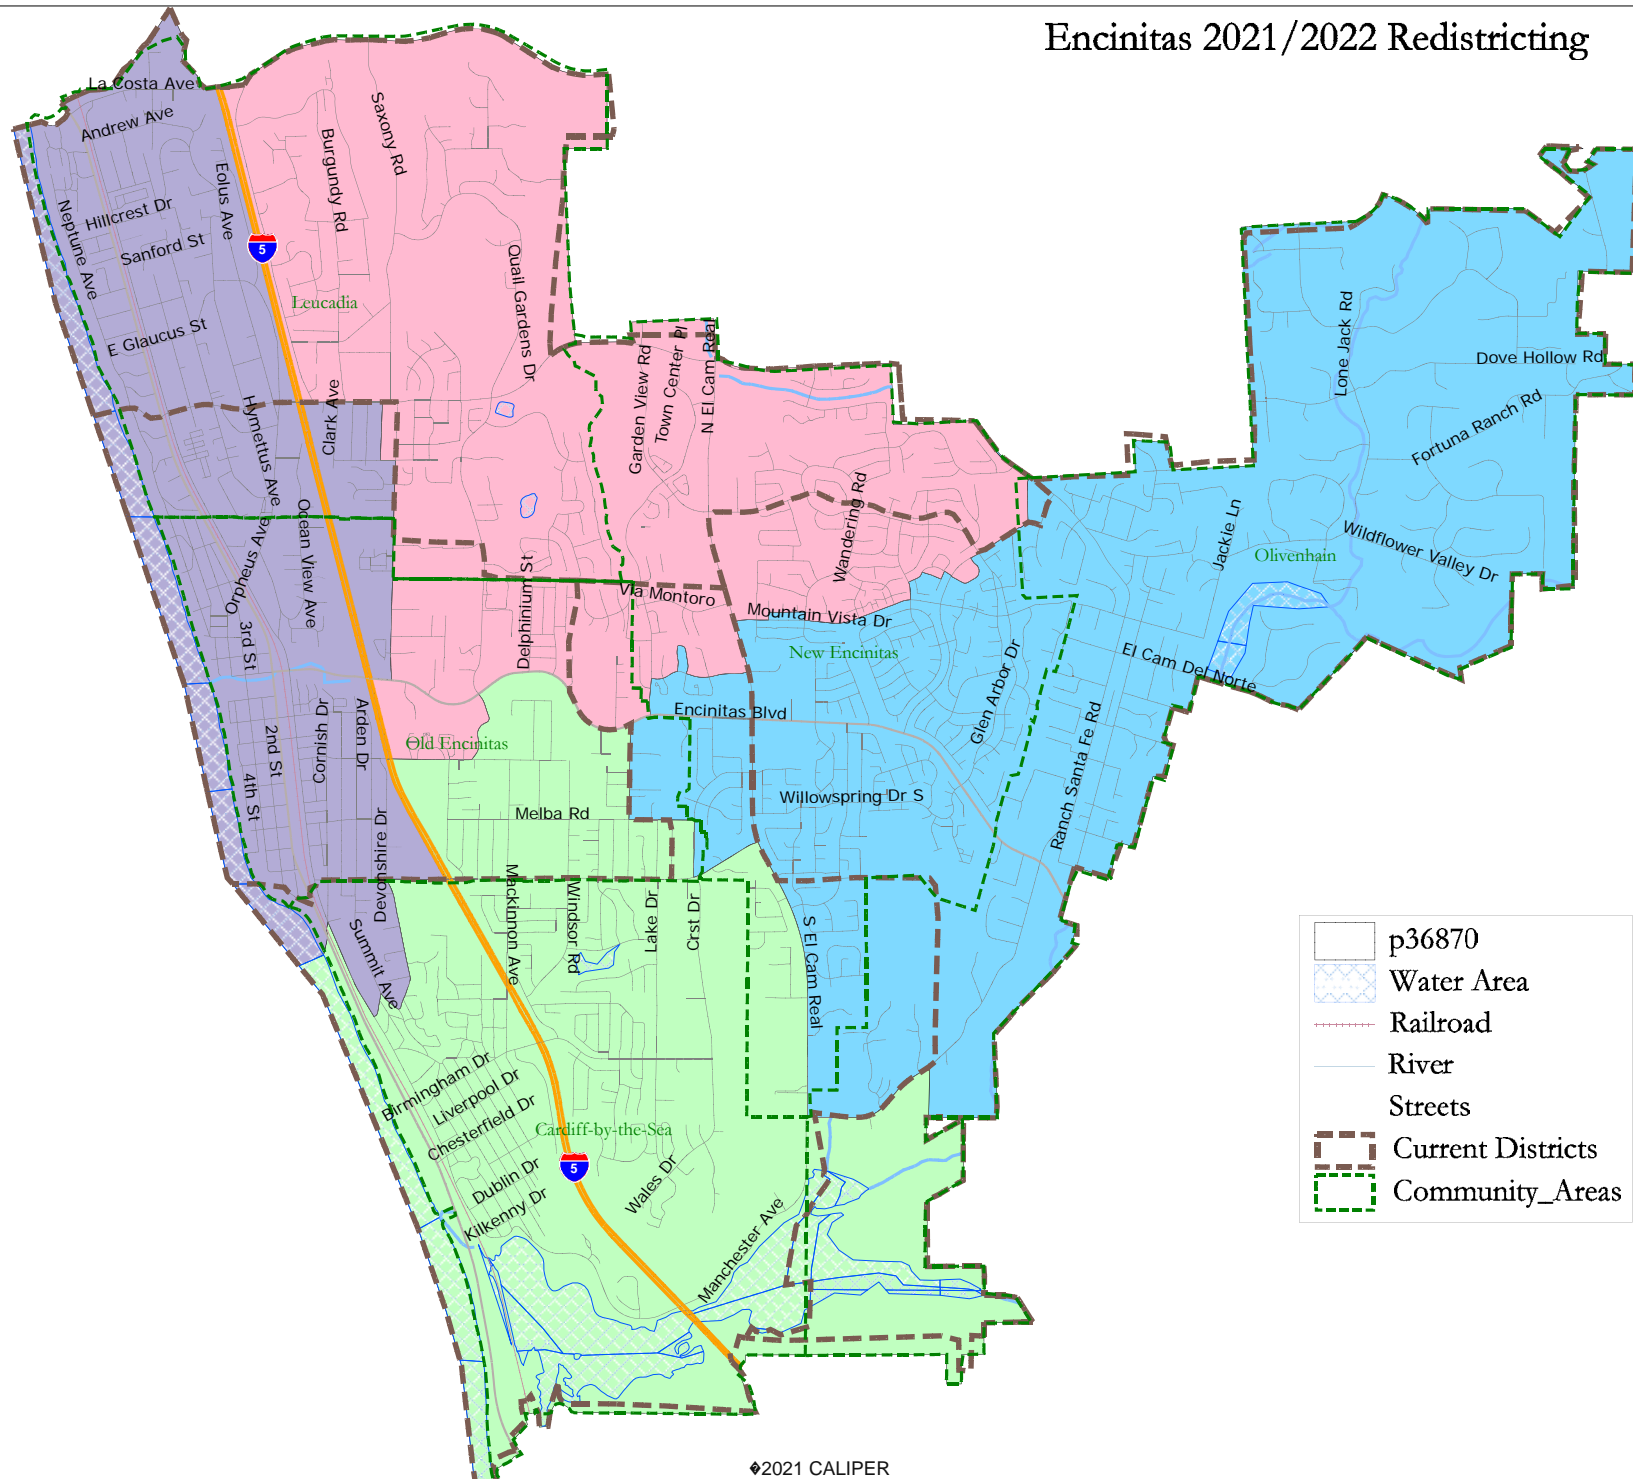 Encinitas 2021/2022 Redistricting
La Costa Ave
Andrew Ave
Saxony Rd
Burgundy Rd
Eolus Ave
Neptune Ave
Hillcrest Dr
Sanford St
5
Leucadia
Quail Gardens Dr
E Glaucus St
Garden View Rd
Town Center Pl
N El Cam Real
Lone Jack Rd
Dove Hollow Rd
Fortuna Ranch Rd
Clark Ave
Hymettus Ave
Wandering Rd
Ocean View Ave
Orpheus Ave
Jackie Ln
Wildflower Valley Dr
Olivenhain
Delphinium St
Via Montoro
Mountain Vista Dr
New Encinitas
3rd St
El Cam Del Norte
Glen Arbor Dr
Encinitas Blvd
Ranch Santa Fe Rd
Cornish Dr
Arden Dr
2nd St
4th St
Old Encinitas
Willowspring Dr S
Melba Rd
Devonshire Dr
Mackinnon Ave
Windsor Rd
Lake Dr
Crst Dr
S El Cam Real
Summit Ave
Birmingham Dr
Liverpool Dr
Chesterfield Dr
Cardiff-by-the-Sea
5
Dublin Dr
Kilkenny Dr
Wales Dr
Manchester Ave
p36870
Water Area
Railroad
River
Streets
Current Districts
Community_Areas
�2021 CALIPER